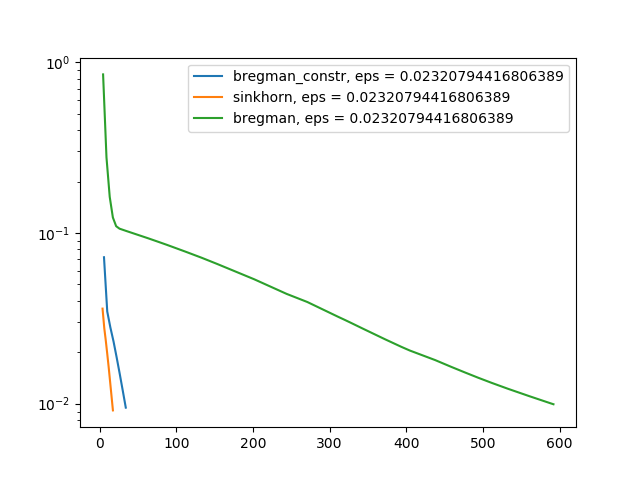 bregman_constr, eps = 0.02320794416806389
sinkhorn, eps = 0.02320794416806389
bregman, eps = 0.02320794416806389
10⁰
10⁻¹
10⁻²
0 100 200 300 400 500 600